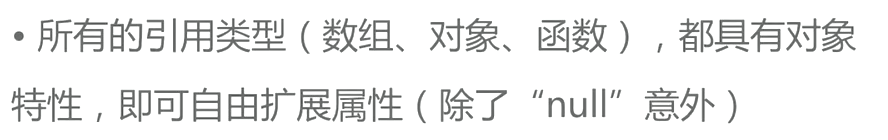 • 所有的引用类型（数组、对象、函数），都具有对象
特性，即可自由扩展属性（除了“null”意外）